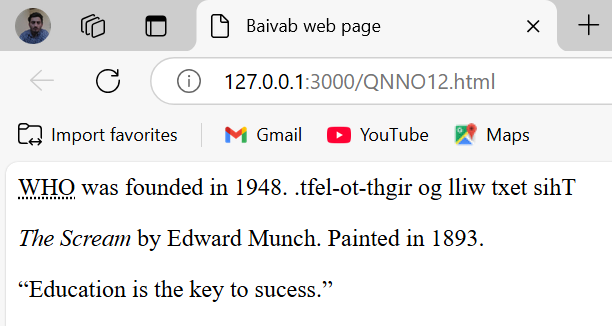 Baivab web page
127.0.0.1:3000/QNNO12.html
Import favorites Gmail YouTube Maps
WHO was founded in 1948. .tfel-ot-thgir og lliw txet sihT
The Scream by Edward Munch. Painted in 1893.
“Education is the key to sucess.”